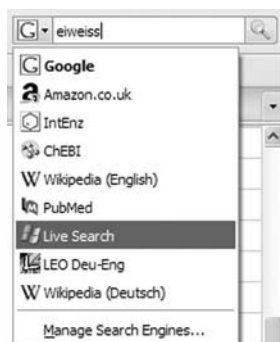 eiweiss
Google
Amazon.co.uk
IntEnz
ChEBI
Wikipedia (English)
PubMed
Live Search
LEO Deu-Eng
Wikipedia (Deutsch)
Manage Search Engines...